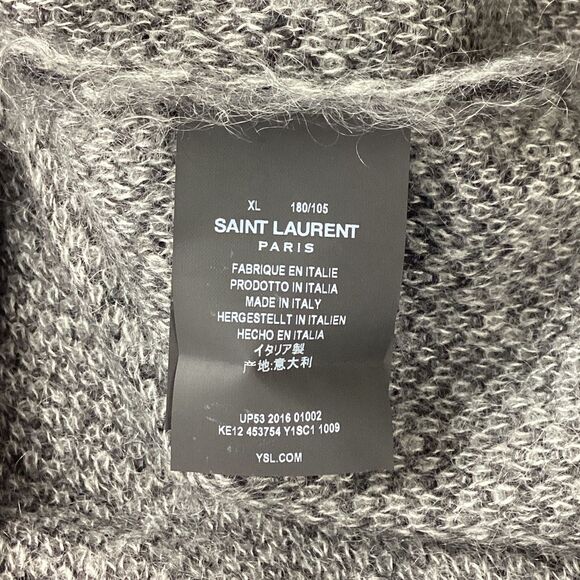 XL 180/105
SAINT LAURENT
PARIS
FABRIQUE EN ITALIE
PRODOTTO IN ITALIA
MADE IN ITALY
HERGESTELLT IN ITALIEN
HECHO EN ITALIA
イタリア製
产地:意大利
UP53 2016 01002
KE12 453754 Y1SC1 1009
YSL.COM